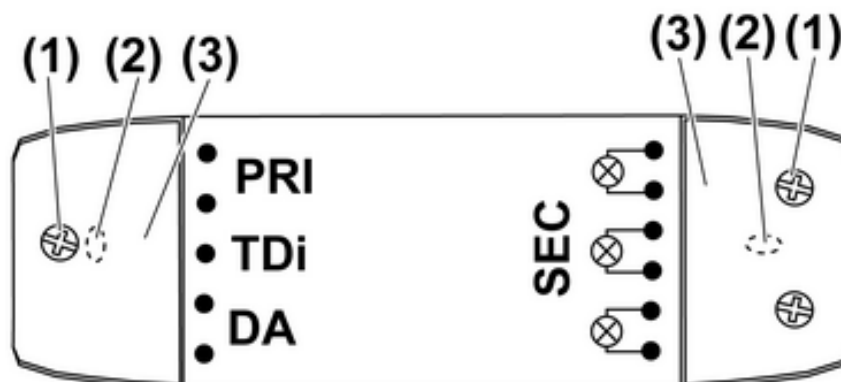 (1) (2) (3)
(3) (2) (1)
PRI
TDi
DA
SEC